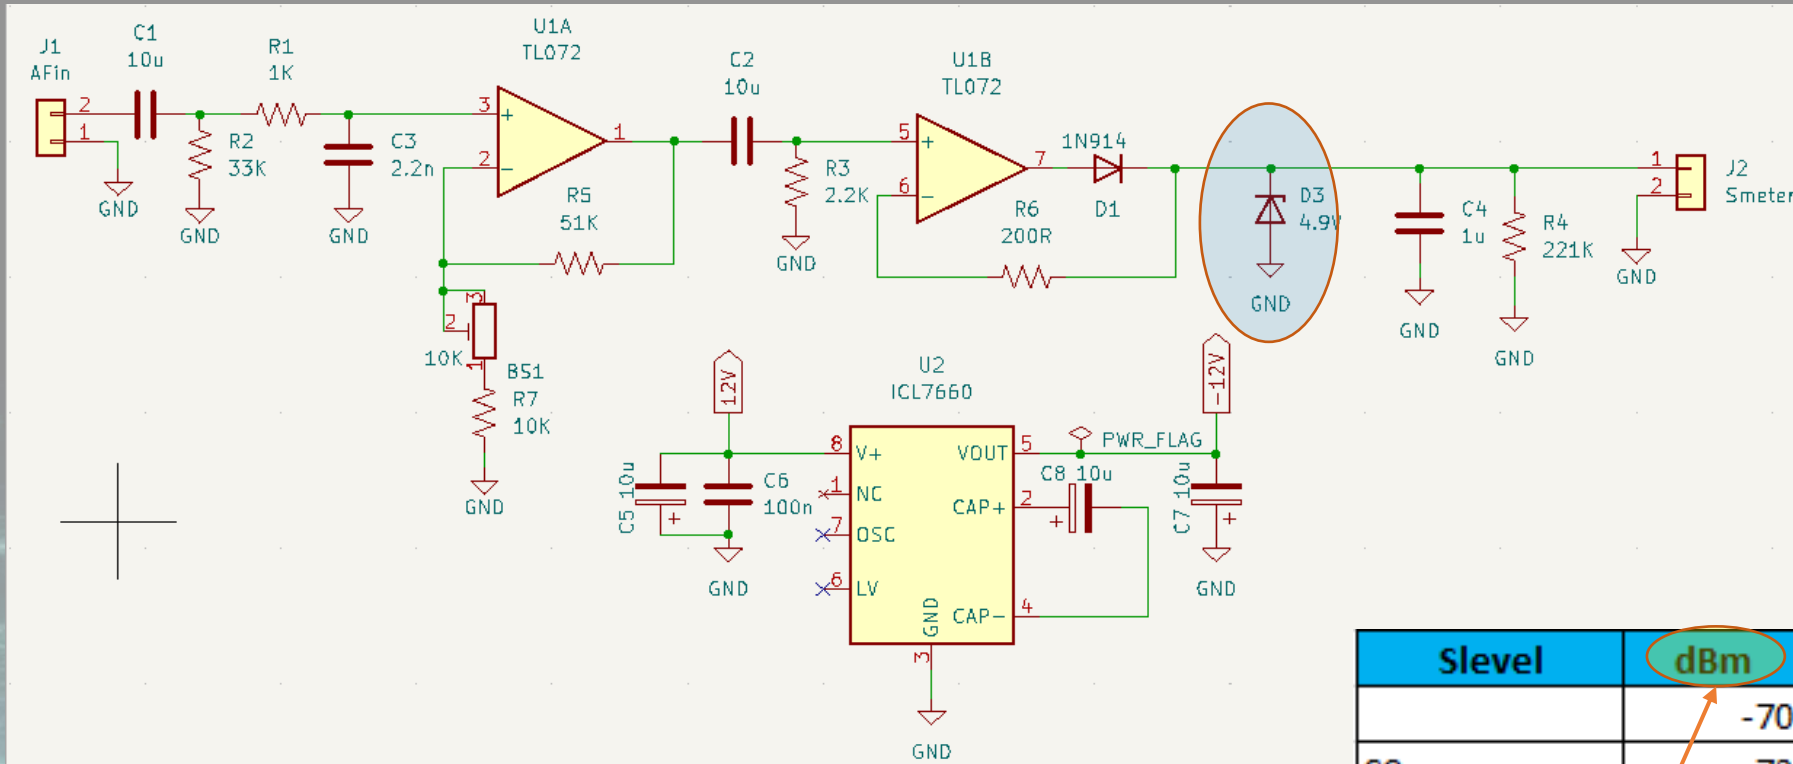 J1
AFin
2
1
GND
C1
10u
R2
33K
GND
R1
1K
C3
2.2n
GND
U1A
TL072
3
+
2
−
1
R5
51K
3
2
1
10K
BS1
R7
10K
GND
C2
10u
R3
2.2K
GND
U1B
TL072
5
+
6
−
7
1N914
D1
R6
200R
D3
4.9V
GND
C4
1u
GND
R4
221K
GND
1
2
J2
Smeter
GND
12V
C5 10u
+
C6
100n
GND
U2
ICL7660
8
V+
1
NC
7
OSC
6
LV
VOUT
5
CAP+
2
CAP−
4
GND
3
GND
PWR_FLAG
C8 10u
+
-12V
C7 10u
+
GND
Slevel
dBm
-70